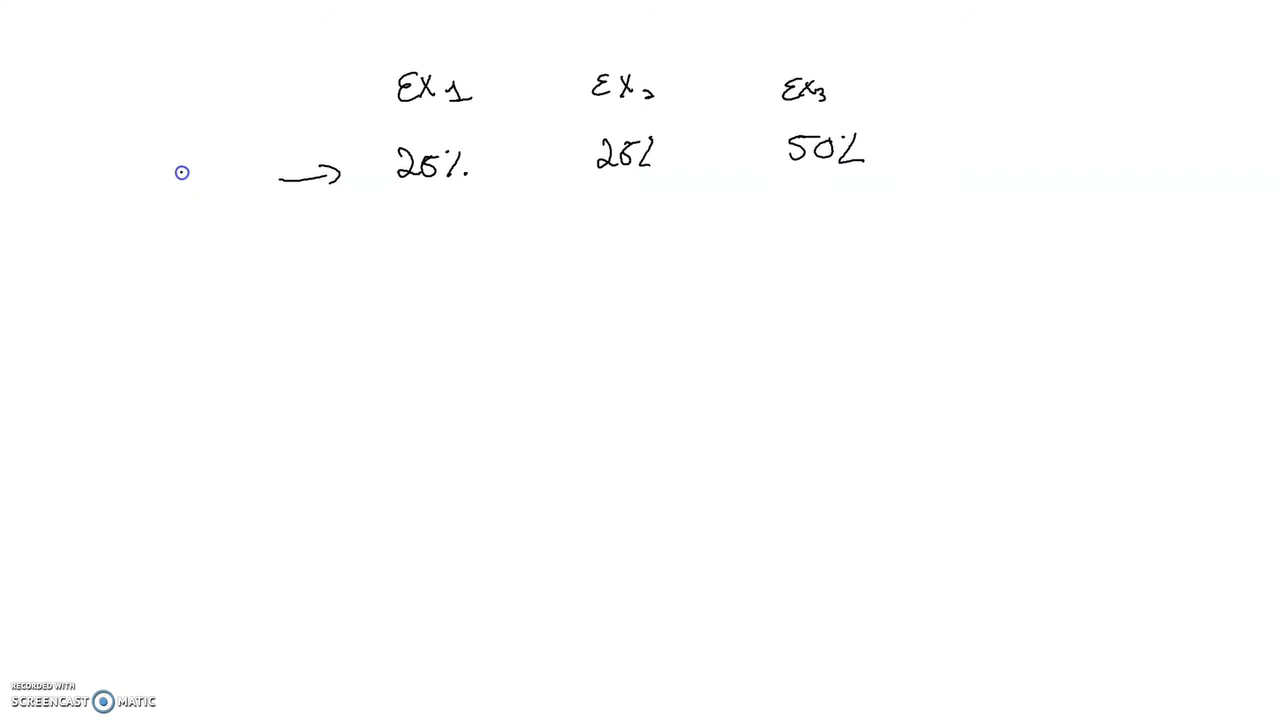 EX 1 EX 2 EX3
→ 25% 25% 50%
RECORDED WITH
SCREENCAST MATIC